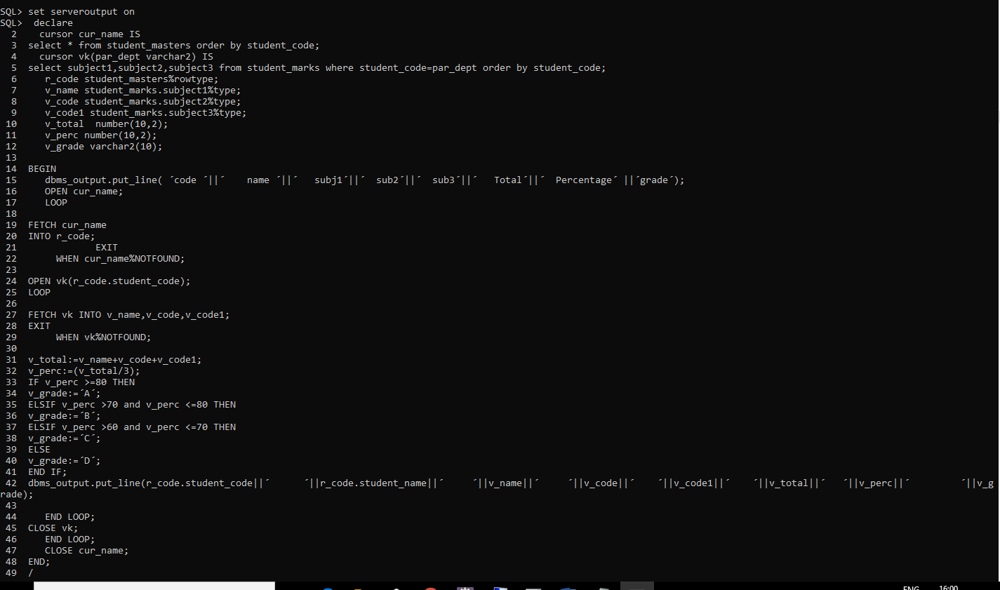 SQL> set serveroutput on
SQL>  declare
  2    cursor cur_name IS
  3  select * from student_masters order by student_code;
  4    cursor vk(par_dept varchar2) IS
  5  select subject1,subject2,subject3 from student_marks where student_code=par_dept order by student_code;
  6     r_code student_masters%rowtype;
  7     v_name student_marks.subject1%type;
  8     v_code student_marks.subject2%type;
  9     v_code1 student_marks.subject3%type;
 10     v_total  number(10,2);
 11     v_perc number(10,2);
 12     v_grade varchar2(10);
 13
 14  BEGIN
 15     dbms_output.put_line( ´code ´||´    name ´||´   subj1´||´  sub2´||´  sub3´||´   Total´||´  Percentage´ ||´grade´);
 16     OPEN cur_name;
 17     LOOP
 18
 19  FETCH cur_name
 20  INTO r_code;
 21              EXIT
 22       WHEN cur_name%NOTFOUND;
 23
 24  OPEN vk(r_code.student_code);
 25  LOOP
 26
 27  FETCH vk INTO v_name,v_code,v_code1;
 28  EXIT
 29       WHEN vk%NOTFOUND;
 30
 31  v_total:=v_name+v_code+v_code1;
 32  v_perc:=(v_total/3);
 33  IF v_perc >=80 THEN
 34  v_grade:=´A´;
 35  ELSIF v_perc >70 and v_perc <=80 THEN
 36  v_grade:=´B´;
 37  ELSIF v_perc >60 and v_perc <=70 THEN
 38  v_grade:=´C´;
 39  ELSE
 40  v_grade:=´D´;
 41  END IF;
 42  dbms_output.put_line(r_code.student_code||´      ´||r_code.student_name||´     ´||v_name||´     ´||v_code||´    ´||v_code1||´    ´||v_total||´   ´||v_perc||´         ´||v_g
rade);
 43
 44     END LOOP;
 45  CLOSE vk;
 46     END LOOP;
 47     CLOSE cur_name;
 48  END;
 49  /
ENG 16:00